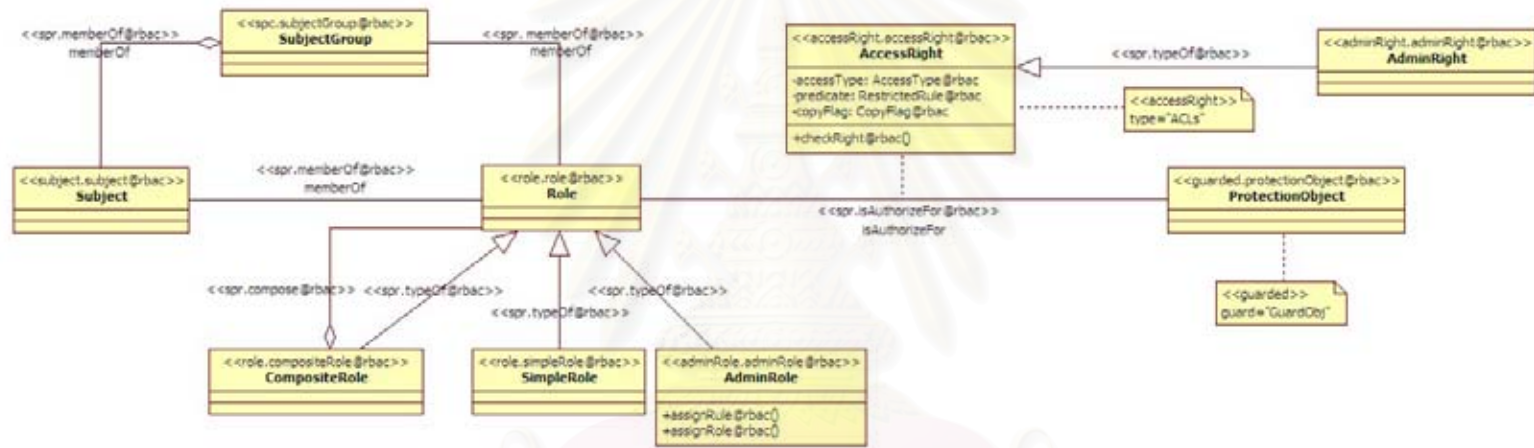 <<spc.subjectGroup@rbac>>
SubjectGroup
<<spr.memberOf@rbac>>
memberOf
<<spr. memberOf@rbac>>
memberOf
<<accessRight.accessRight@rbac>>
AccessRight
-accessType: AccessType@rbac
-predicate: RestrictedRule@rbac
-copyFlag: CopyFlag@rbac
+checkRight@rbac()
<<spr.typeOf@rbac>>
<<adminRight.adminRight@rbac>>
AdminRight
<<accessRight>>
type="ACLs"
<<subject.subject@rbac>>
Subject
<<spr.memberOf@rbac>>
memberOf
<<role.role@rbac>>
Role
<<spr.isAuthorizeFor@rbac>>
isAuthorizeFor
<<guarded.protectionObject@rbac>>
ProtectionObject
<<guarded>>
guard="GuardObj"
<<spr.compose@rbac>>
<<spr.typeOf@rbac>>
<<spr.typeOf@rbac>>
<<spr.typeOf@rbac>>
<<role.compositeRole@rbac>>
CompositeRole
<<role.simpleRole@rbac>>
SimpleRole
<<adminRole.adminRole@rbac>>
AdminRole
+assignRule@rbac()
+assignRole@rbac()